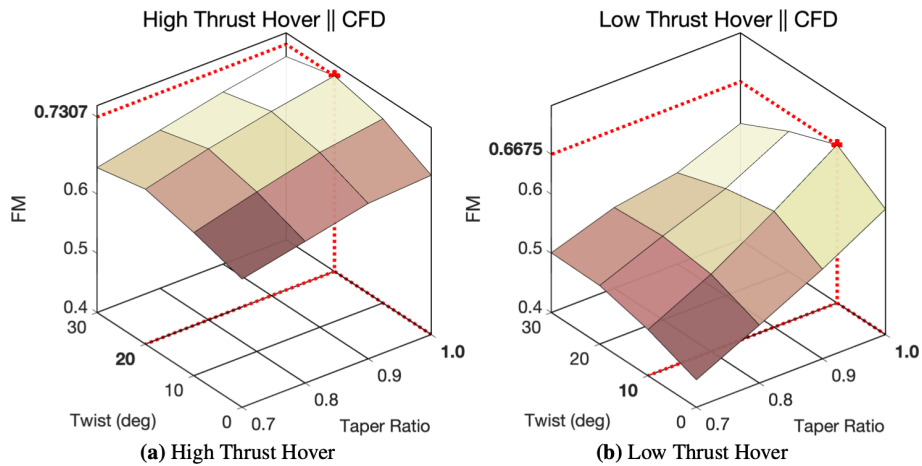 High Thrust Hover || CFD
0.7307
0.6
0.5
0.4
FM
30
20
10
0
Twist (deg)
0.7
0.8
0.9
1.0
Taper Ratio
(a) High Thrust Hover
Low Thrust Hover || CFD
0.6675
0.6
0.5
0.4
FM
30
20
10
0
Twist (deg)
0.7
0.8
0.9
1.0
Taper Ratio
(b) Low Thrust Hover